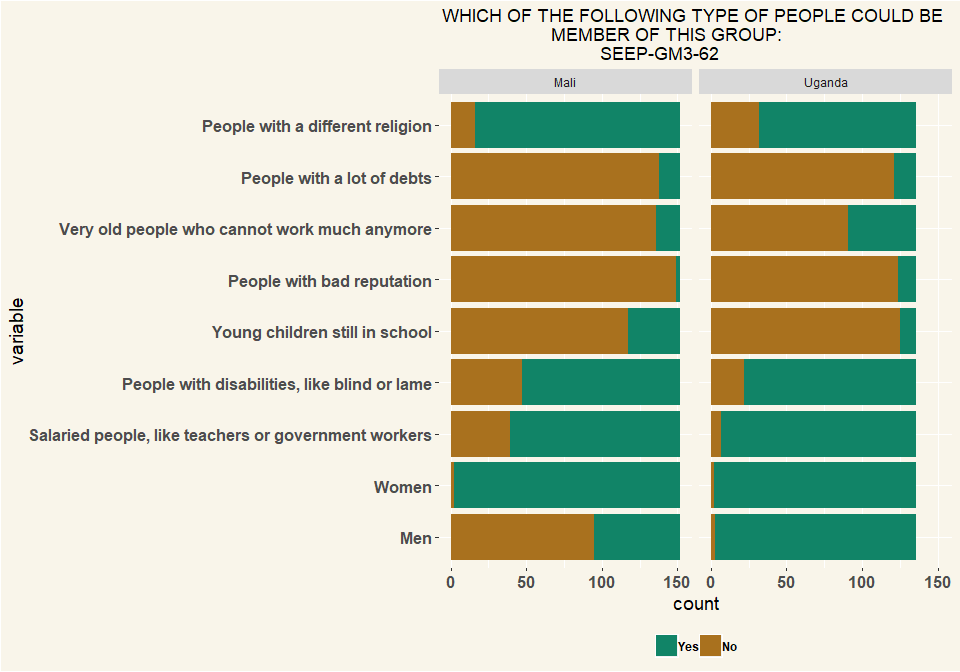 WHICH OF THE FOLLOWING TYPE OF PEOPLE COULD BE
MEMBER OF THIS GROUP:
SEEP-GM3-62
Mali
Uganda
variable
People with a different religion
People with a lot of debts
Very old people who cannot work much anymore
People with bad reputation
Young children still in school
People with disabilities, like blind or lame
Salaried people, like teachers or government workers
Women
Men
0 50 100 150
0 50 100 150
count
Yes No